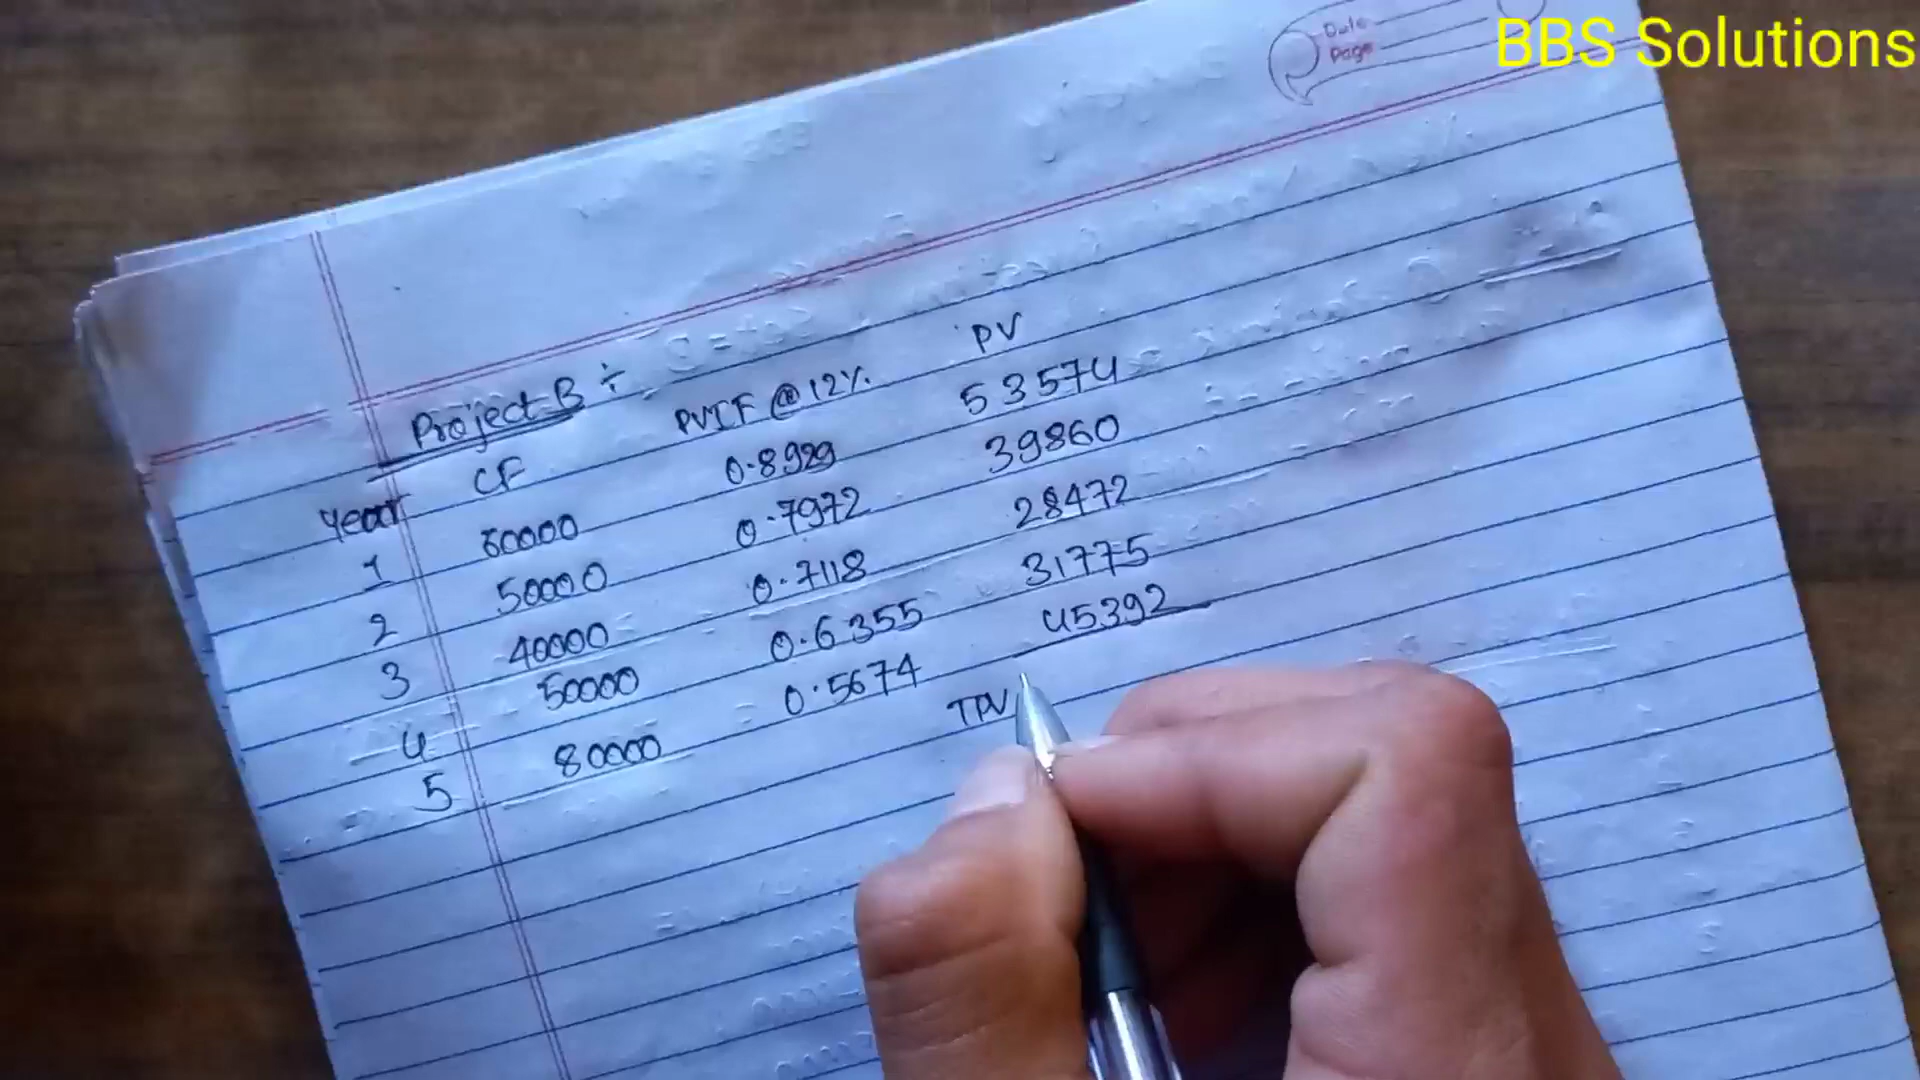 BBS Solutions
Date
Page
Project B ÷
Year CF PVIF @ 12% PV
1 60000 0.8929 53574
2 50000 0.7972 39860
3 40000 0.7118 28472
4 50000 0.6355 31775
5 80000 0.5674 45392
TPV